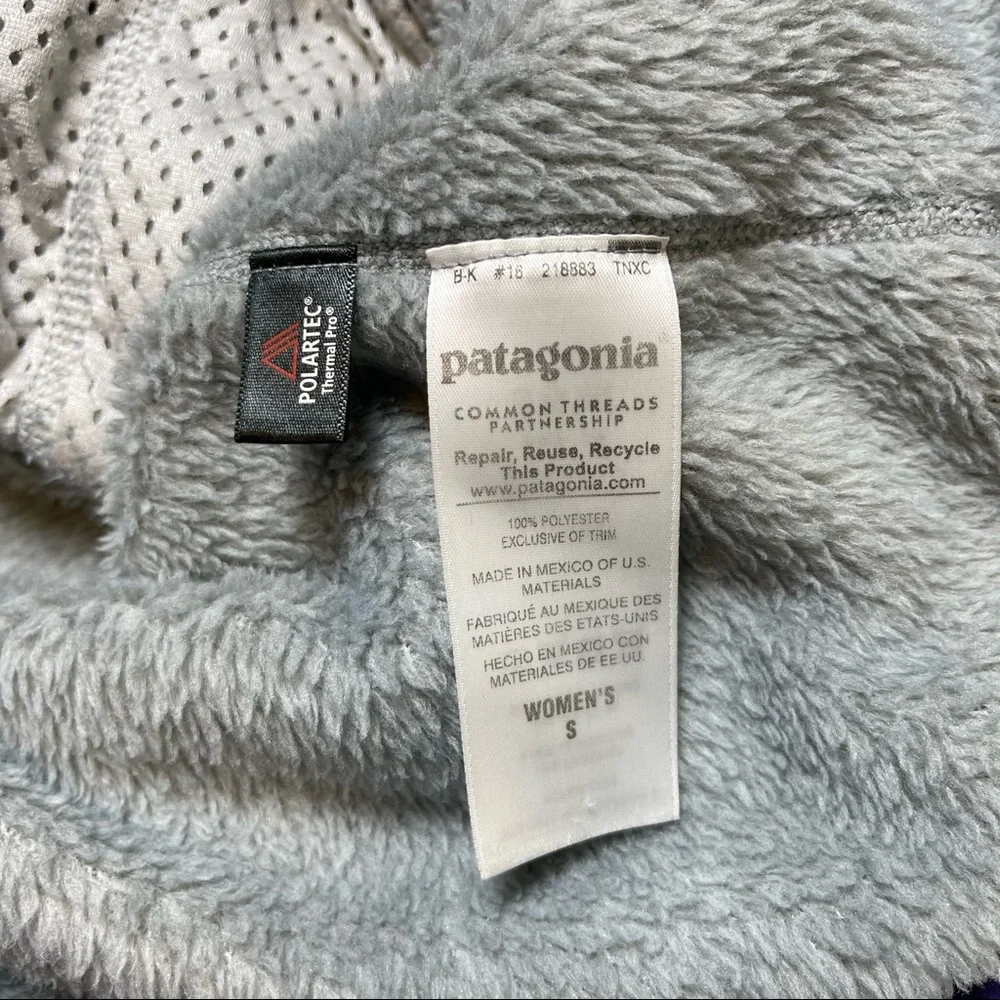 POLARTEC®
Thermal Pro®
B-K #16 218883 TNXC
patagonia®
COMMON THREADS
PARTNERSHIP
Repair, Reuse, Recycle
This Product
www.patagonia.com
100% POLYESTER
EXCLUSIVE OF TRIM
MADE IN MEXICO OF U.S.
MATERIALS
FABRIQUÉ AU MEXIQUE DES
MATIÈRES DES ETATS-UNIS
HECHO EN MEXICO CON
MATERIALES DE EE.UU.
WOMEN'S
S